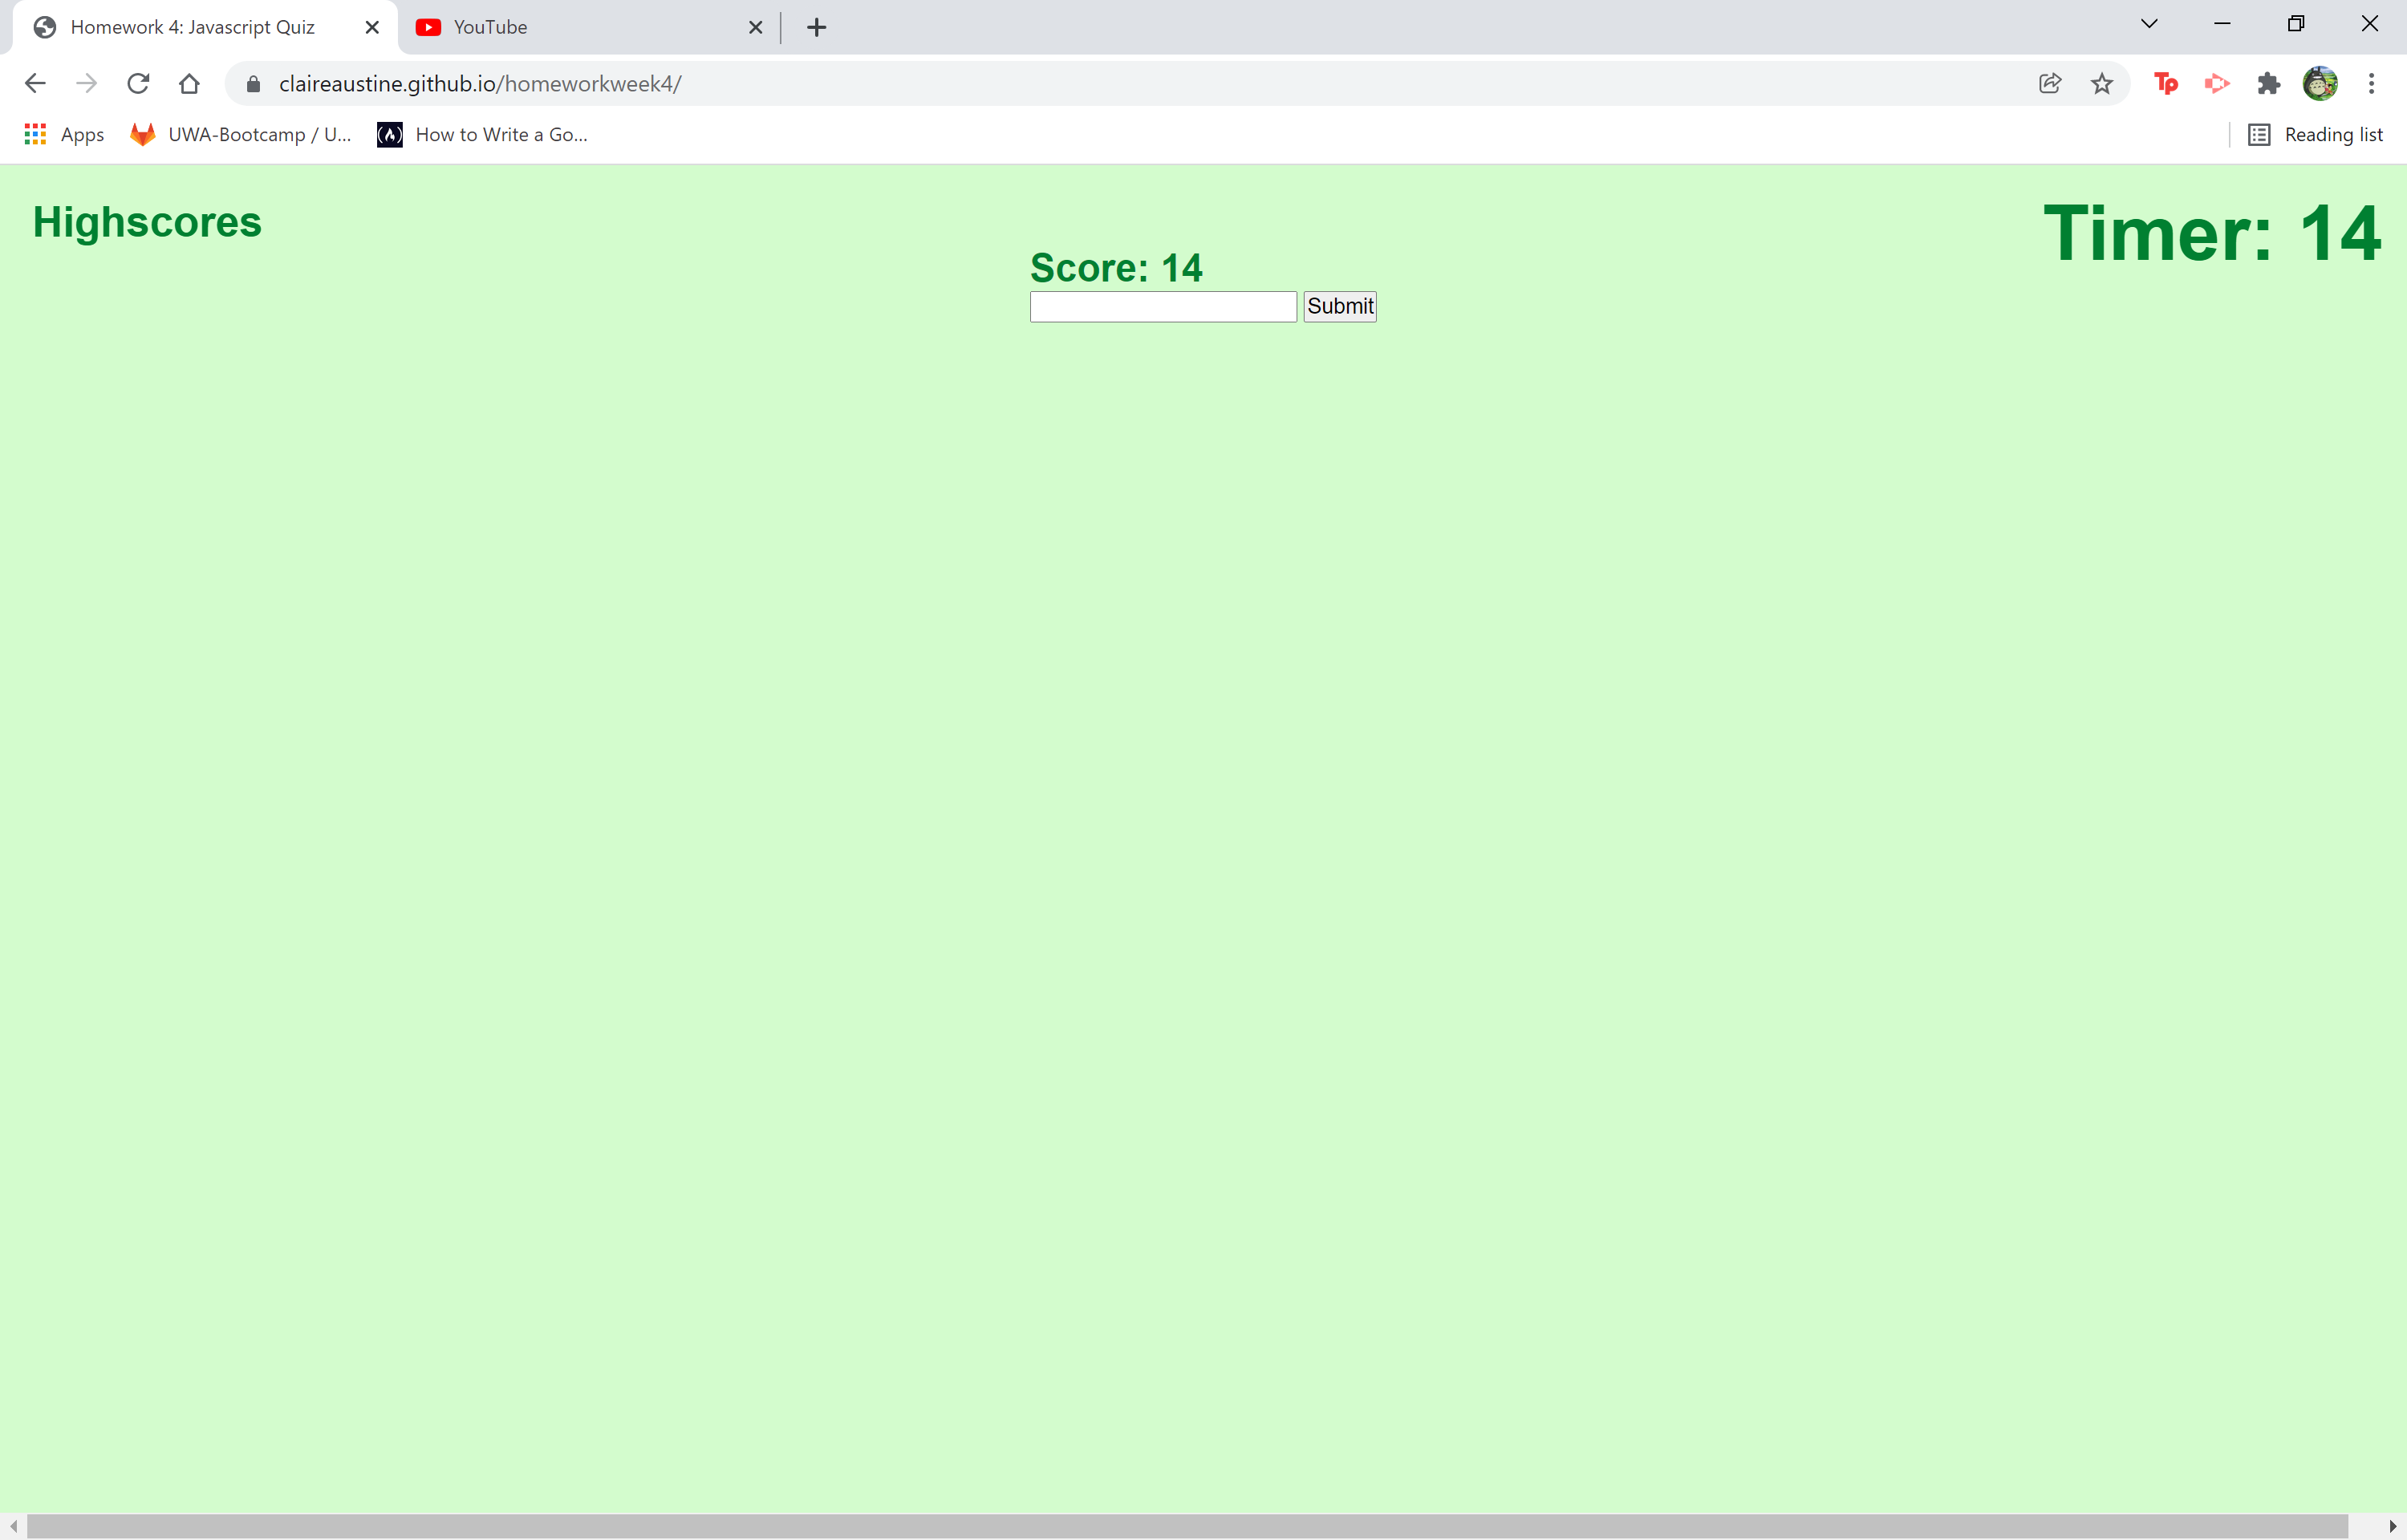 Homework 4: Javascript Quiz
YouTube
claireaustine.github.io/homeworkweek4/
Tp
Apps
UWA-Bootcamp / U...
How to Write a Go...
Reading list
Highscores
Timer: 14
Score: 14
Submit